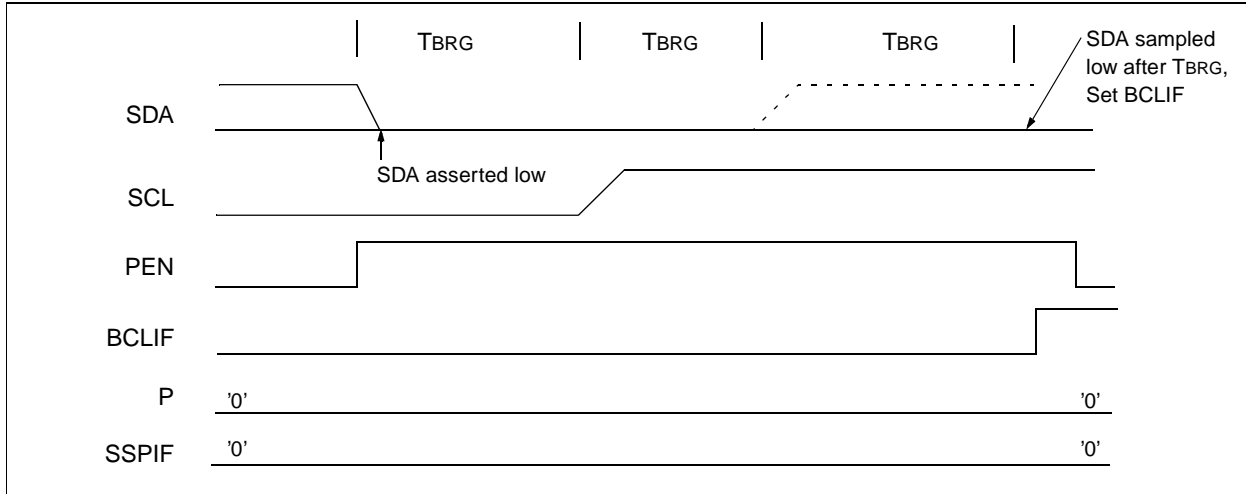 TBRG TBRG TBRG
SDA sampled
low after TBRG,
Set BCLIF
SDA
SDA asserted low
SCL
PEN
BCLIF
P '0' '0'
SSPIF '0' '0'